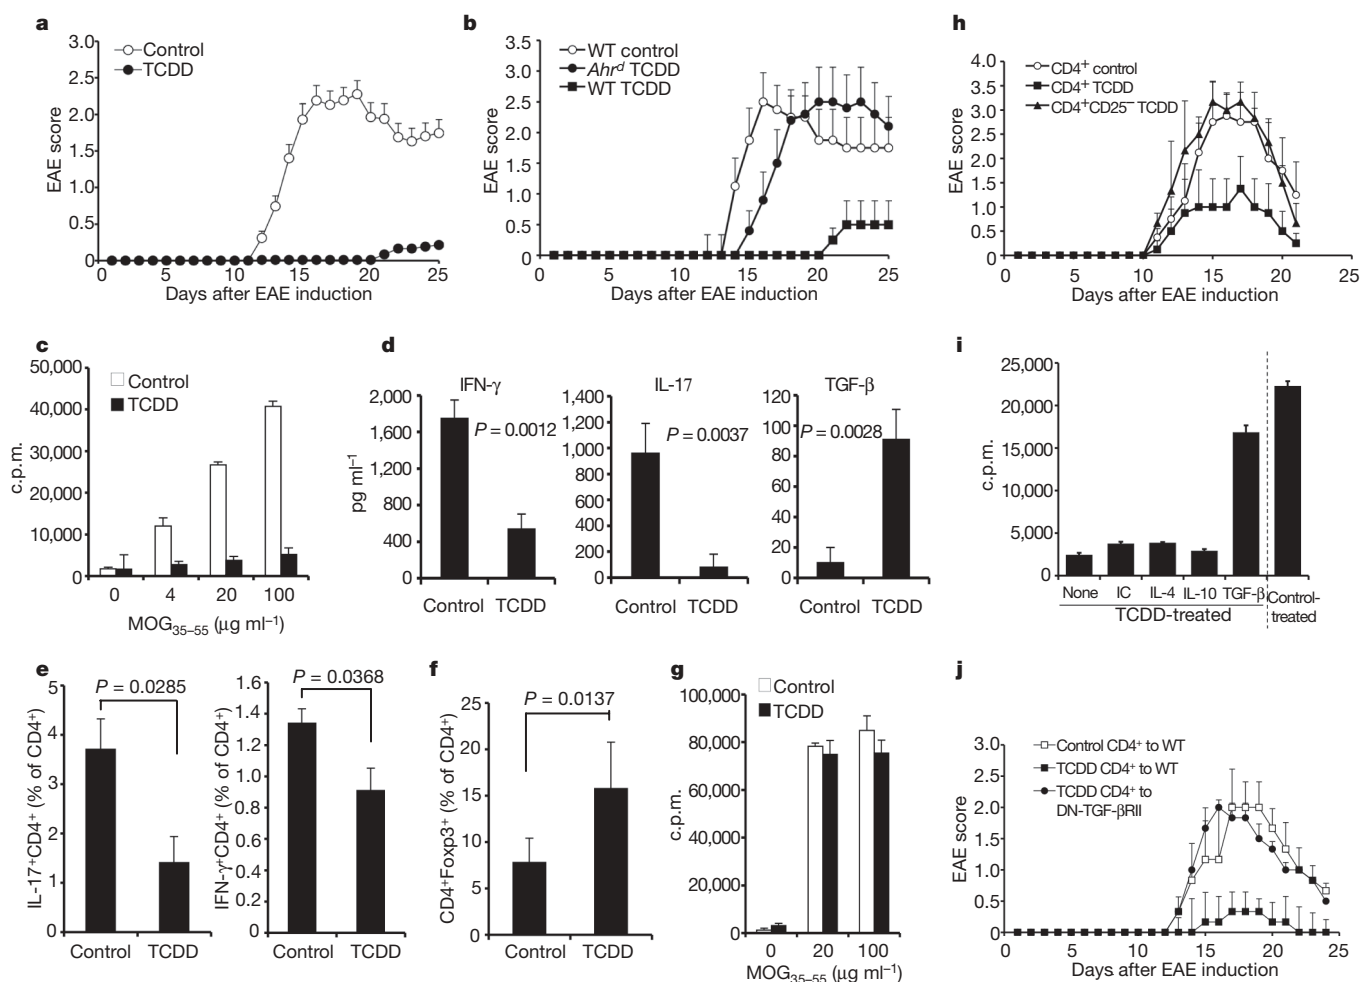 a
Control
TCDD
EAE score
3.0
2.5
2.0
1.5
1.0
0.5
0
0 5 10 15 20 25
Days after EAE induction
b
WT control
Ahrᵈ TCDD
WT TCDD
EAE score
3.5
3.0
2.5
2.0
1.5
1.0
0.5
0
0 5 10 15 20 25
Days after EAE induction
h
CD4⁺ control
CD4⁺ TCDD
CD4⁺CD25⁻ TCDD
EAE score
4.0
3.5
3.0
2.5
2.0
1.5
1.0
0.5
0
0 5 10 15 20 25
Days after EAE induction
c
Control
TCDD
c.p.m.
50,000
40,000
30,000
20,000
10,000
0
0 4 20 100
MOG₃₅₋₅₅ (μg ml⁻¹)
d
pg ml⁻¹
IFN-γ
2,000
1,600
1,200
800
400
0
P = 0.0012
Control TCDD
IL-17
1,400
1,200
1,000
800
600
400
200
0
P = 0.0037
Control TCDD
TGF-β
120
100
80
60
40
20
0
P = 0.0028
Control TCDD
i
c.p.m.
25,000
20,000
15,000
10,000
5,000
0
None IC IL-4 IL-10 TGF-β
TCDD-treated
Control-
treated
e
IL-17⁺CD4⁺ (% of CD4⁺)
5
4
3
2
1
0
P = 0.0285
Control TCDD
IFN-γ⁺CD4⁺ (% of CD4⁺)
1.6
1.4
1.2
1.0
0.8
0.6
0.4
0.2
0
P = 0.0368
Control TCDD
f
CD4⁺Foxp3⁺ (% of CD4⁺)
25
20
15
10
5
0
P = 0.0137
Control TCDD
g
Control
TCDD
c.p.m.
100,000
80,000
60,000
40,000
20,000
0
0 20 100
MOG₃₅₋₅₅ (μg ml⁻¹)
j
Control CD4⁺ to WT
TCDD CD4⁺ to WT
TCDD CD4⁺ to
DN-TGF-βRII
EAE score
3.0
2.5
2.0
1.5
1.0
0.5
0
0 5 10 15 20 25
Days after EAE induction